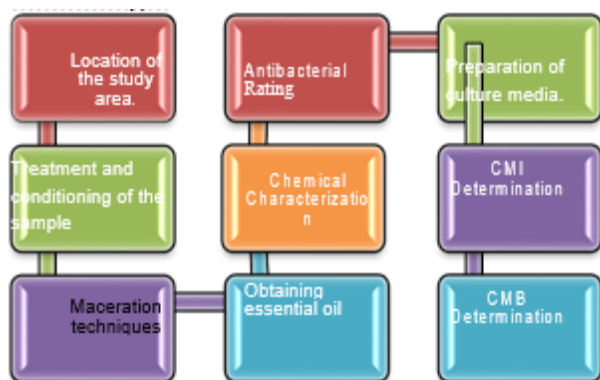 Location of
the study
area.
Treatment and
conditioning of the
sample
Maceration
techniques
Obtaining
essential oil
Chemical
Characterizatio
n
Antibacterial
Rating
Preparation of
culture media.
CMI
Determination
CMB
Determination